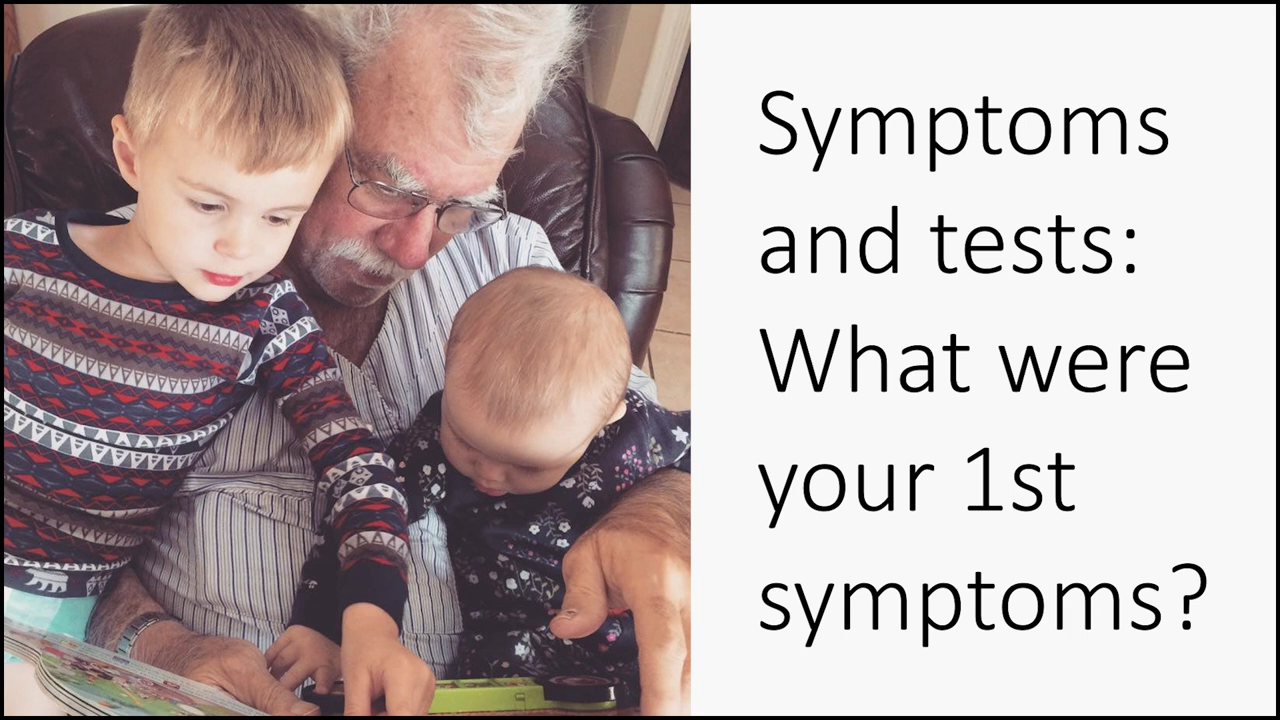 Symptoms
and tests:
What were
your 1st
symptoms?